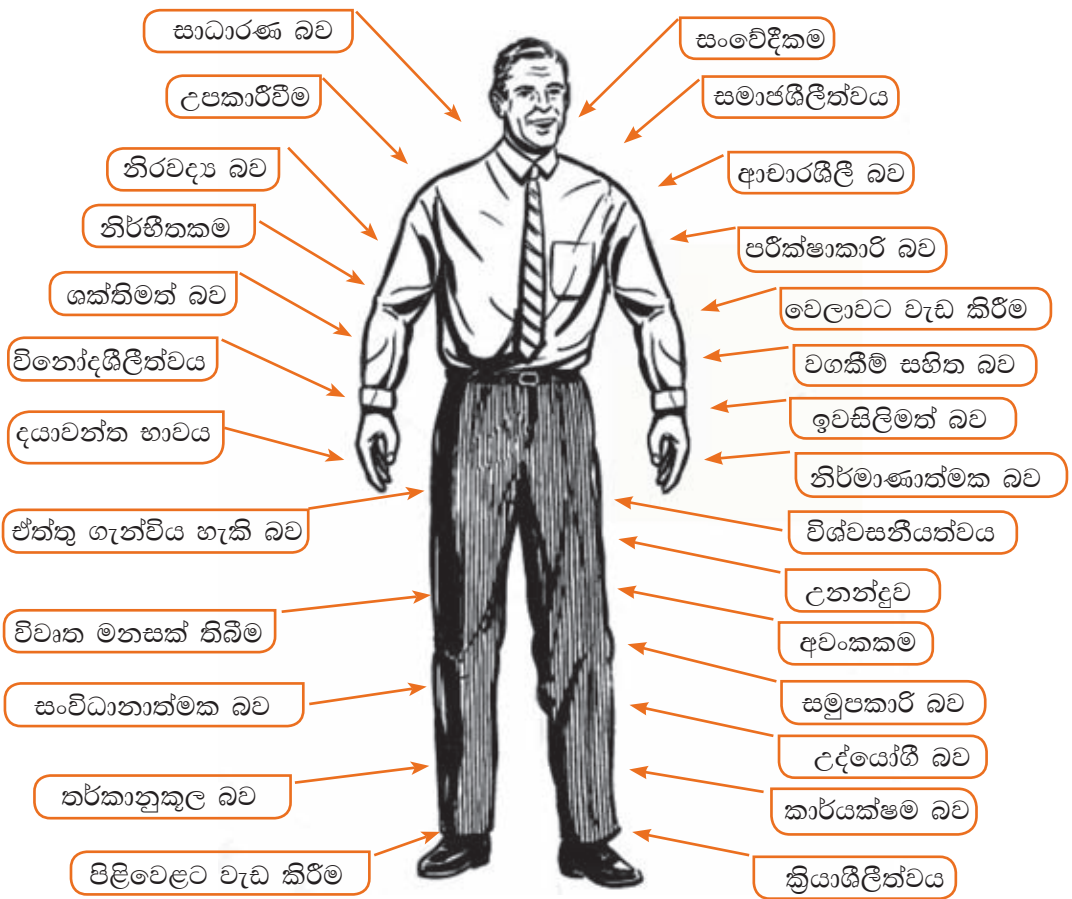 සාධාරණ බව
උපකාරීවීම
නිරවද්‍ය බව
නිර්භීතකම
ශක්තිමත් බව
විනෝදශීලීත්වය
දයාවන්ත භාවය
ඒත්තු ගැන්විය හැකි බව
විවෘත මනසක් තිබීම
සංවිධානාත්මක බව
තර්කානුකූල බව
පිළිවෙළට වැඩ කිරීම
සංවේදීකම
සමාජශීලීත්වය
ආචාරශීලී බව
පරීක්ෂාකාරී බව
වෙලාවට වැඩ කිරීම
වගකීම් සහිත බව
ඉවසිලිමත් බව
නිර්මාණාත්මක බව
විශ්වසනීයත්වය
උනන්දුව
අවංකකම
සමුපකාරි බව
උද්යෝගී බව
කාර්යක්ෂම බව
ක්‍රියාශීලීත්වය